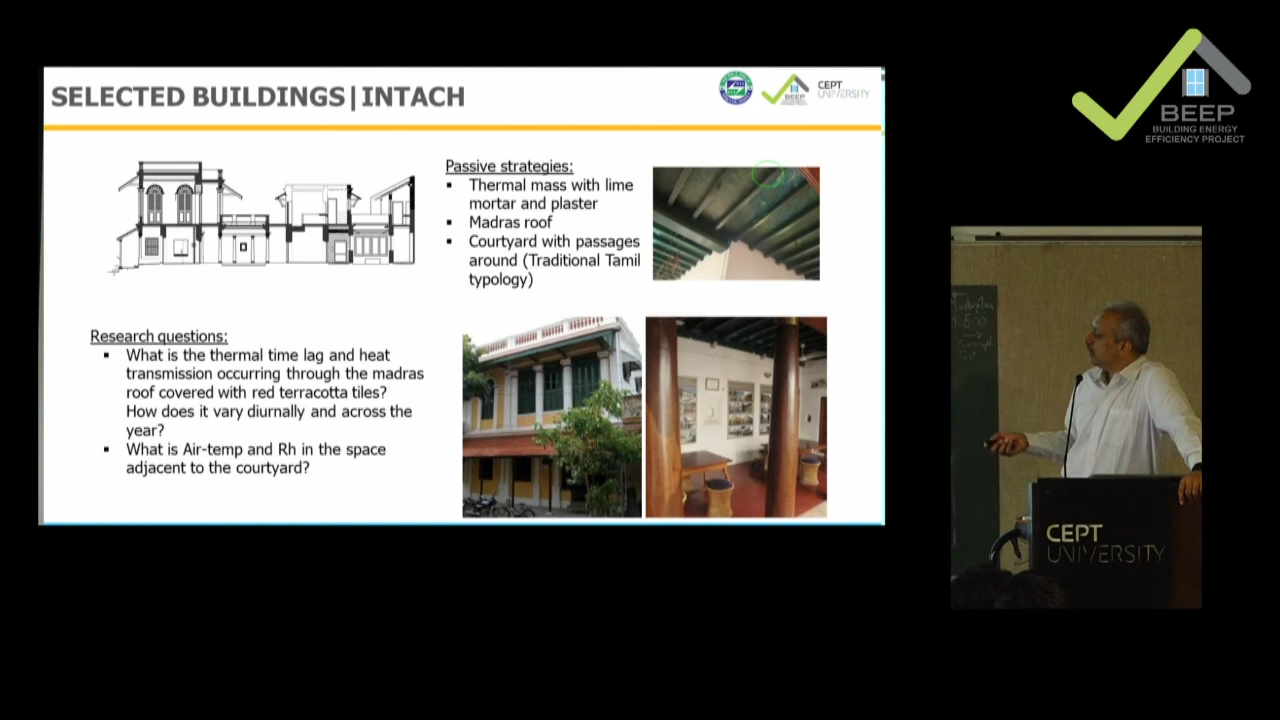 SELECTED BUILDINGS|INTACH
BEEP
CEPT
UNIVERSITY
Passive strategies:
▪ Thermal mass with lime
mortar and plaster
▪ Madras roof
▪ Courtyard with passages
around (Traditional Tamil
typology)
Research questions:
▪ What is the thermal time lag and heat
transmission occurring through the madras
roof covered with red terracotta tiles?
How does it vary diurnally and across the
year?
▪ What is Air-temp and Rh in the space
adjacent to the courtyard?
BEEP
BUILDING ENERGY
EFFICIENCY PROJECT
CEPT
UNIVERSITY